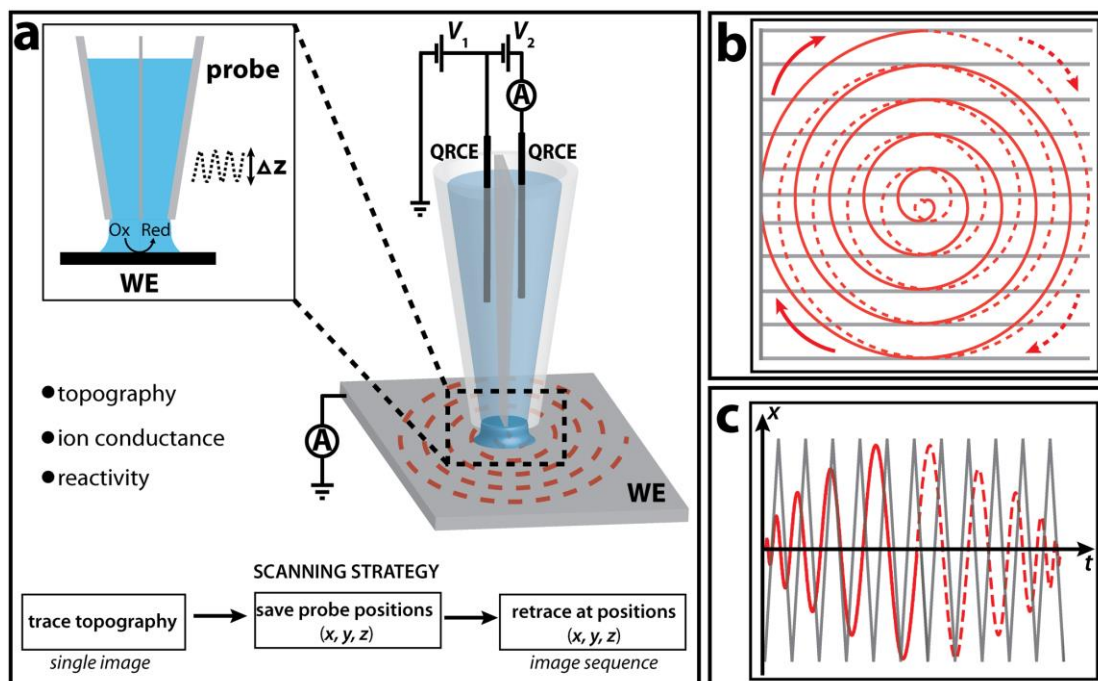 a
probe
Δz
Ox Red
WE
V1 V2
A
QRCE QRCE
A
WE
● topography
● ion conductance
● reactivity
SCANNING STRATEGY
trace topography
single image
save probe positions
(x, y, z)
retrace at positions
(x, y, z)
image sequence
b
c
x
t